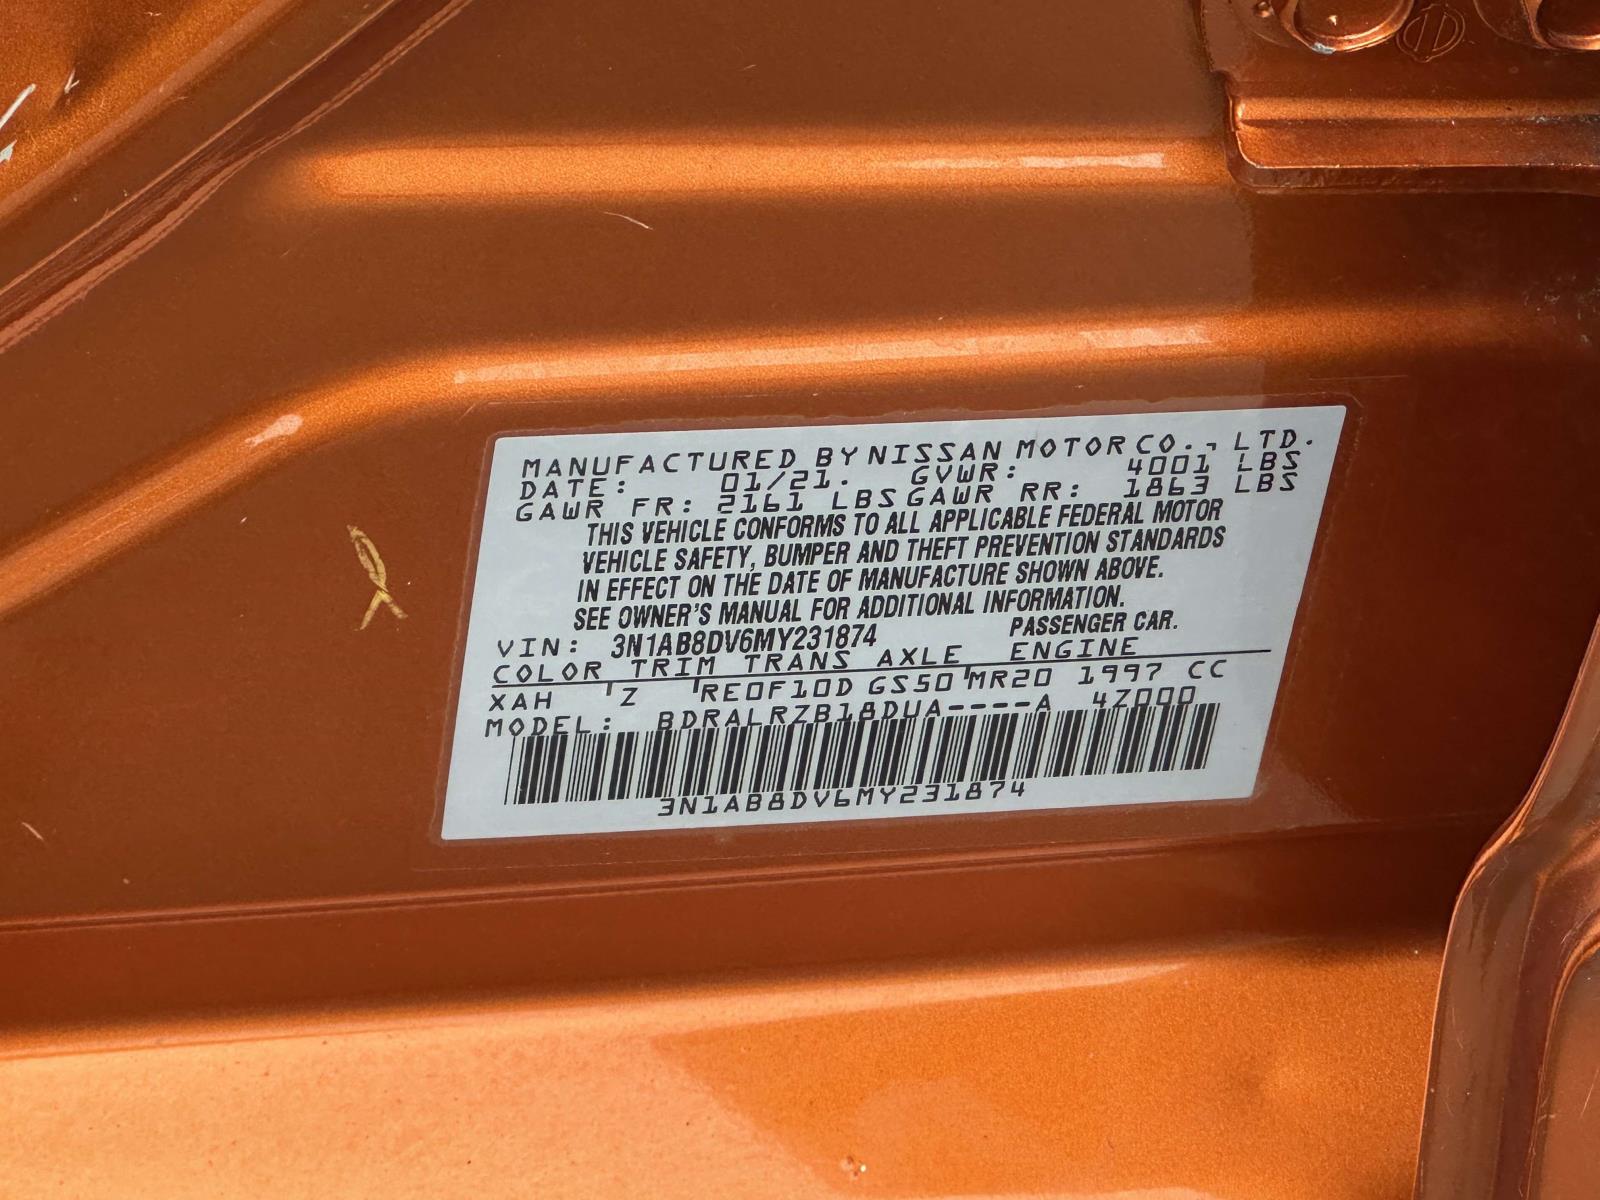 MANUFACTURED BY NISSAN MOTOR CO., LTD.
DATE: 01/21. GVWR: 4001 LBS
GAWR FR: 2161 LBS GAWR RR: 1863 LBS
THIS VEHICLE CONFORMS TO ALL APPLICABLE FEDERAL MOTOR
VEHICLE SAFETY, BUMPER AND THEFT PREVENTION STANDARDS
IN EFFECT ON THE DATE OF MANUFACTURE SHOWN ABOVE.
SEE OWNER'S MANUAL FOR ADDITIONAL INFORMATION.
VIN: 3N1AB8DV6MY231874 PASSENGER CAR.
COLOR TRIM TRANS AXLE ENGINE
XAH Z RE0F10D GS50 MR20 1997 CC
MODEL: BDRALRZB18DUA----A 4Z000
3N1AB8DV6MY231874